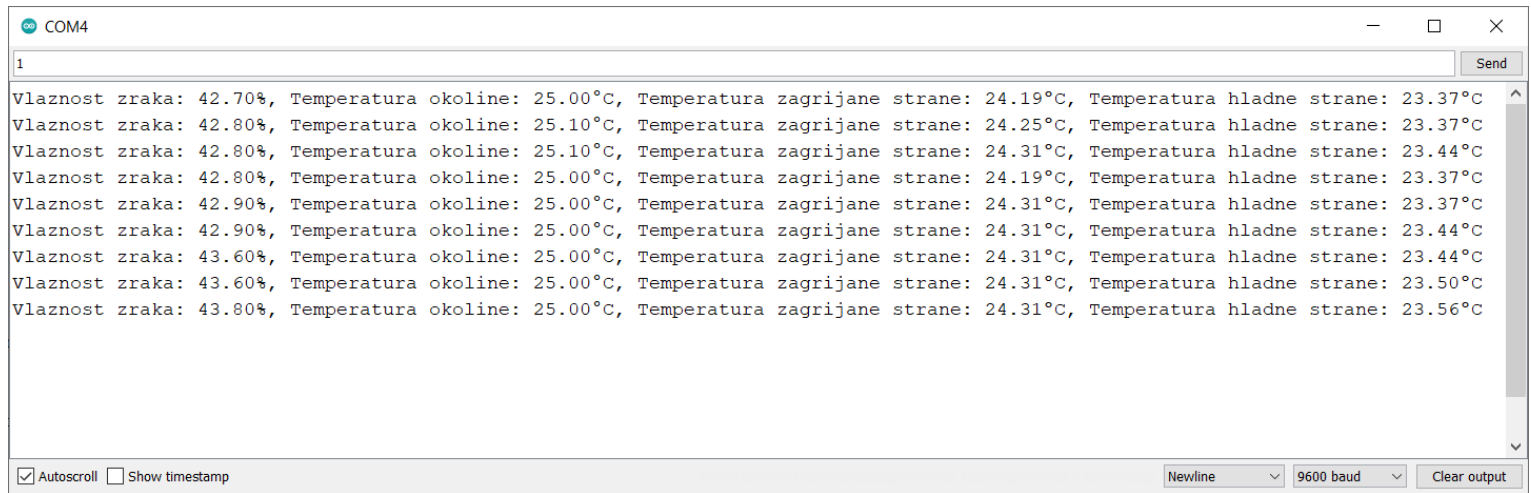 COM4
1
Send
Vlaznost zraka: 42.70%, Temperatura okoline: 25.00°C, Temperatura zagrijane strane: 24.19°C, Temperatura hladne strane: 23.37°C
Vlaznost zraka: 42.80%, Temperatura okoline: 25.10°C, Temperatura zagrijane strane: 24.25°C, Temperatura hladne strane: 23.37°C
Vlaznost zraka: 42.80%, Temperatura okoline: 25.10°C, Temperatura zagrijane strane: 24.31°C, Temperatura hladne strane: 23.44°C
Vlaznost zraka: 42.80%, Temperatura okoline: 25.00°C, Temperatura zagrijane strane: 24.19°C, Temperatura hladne strane: 23.37°C
Vlaznost zraka: 42.90%, Temperatura okoline: 25.00°C, Temperatura zagrijane strane: 24.31°C, Temperatura hladne strane: 23.37°C
Vlaznost zraka: 42.90%, Temperatura okoline: 25.00°C, Temperatura zagrijane strane: 24.31°C, Temperatura hladne strane: 23.44°C
Vlaznost zraka: 43.60%, Temperatura okoline: 25.00°C, Temperatura zagrijane strane: 24.31°C, Temperatura hladne strane: 23.44°C
Vlaznost zraka: 43.60%, Temperatura okoline: 25.00°C, Temperatura zagrijane strane: 24.31°C, Temperatura hladne strane: 23.50°C
Vlaznost zraka: 43.80%, Temperatura okoline: 25.00°C, Temperatura zagrijane strane: 24.31°C, Temperatura hladne strane: 23.56°C
Autoscroll Show timestamp Newline 9600 baud Clear output